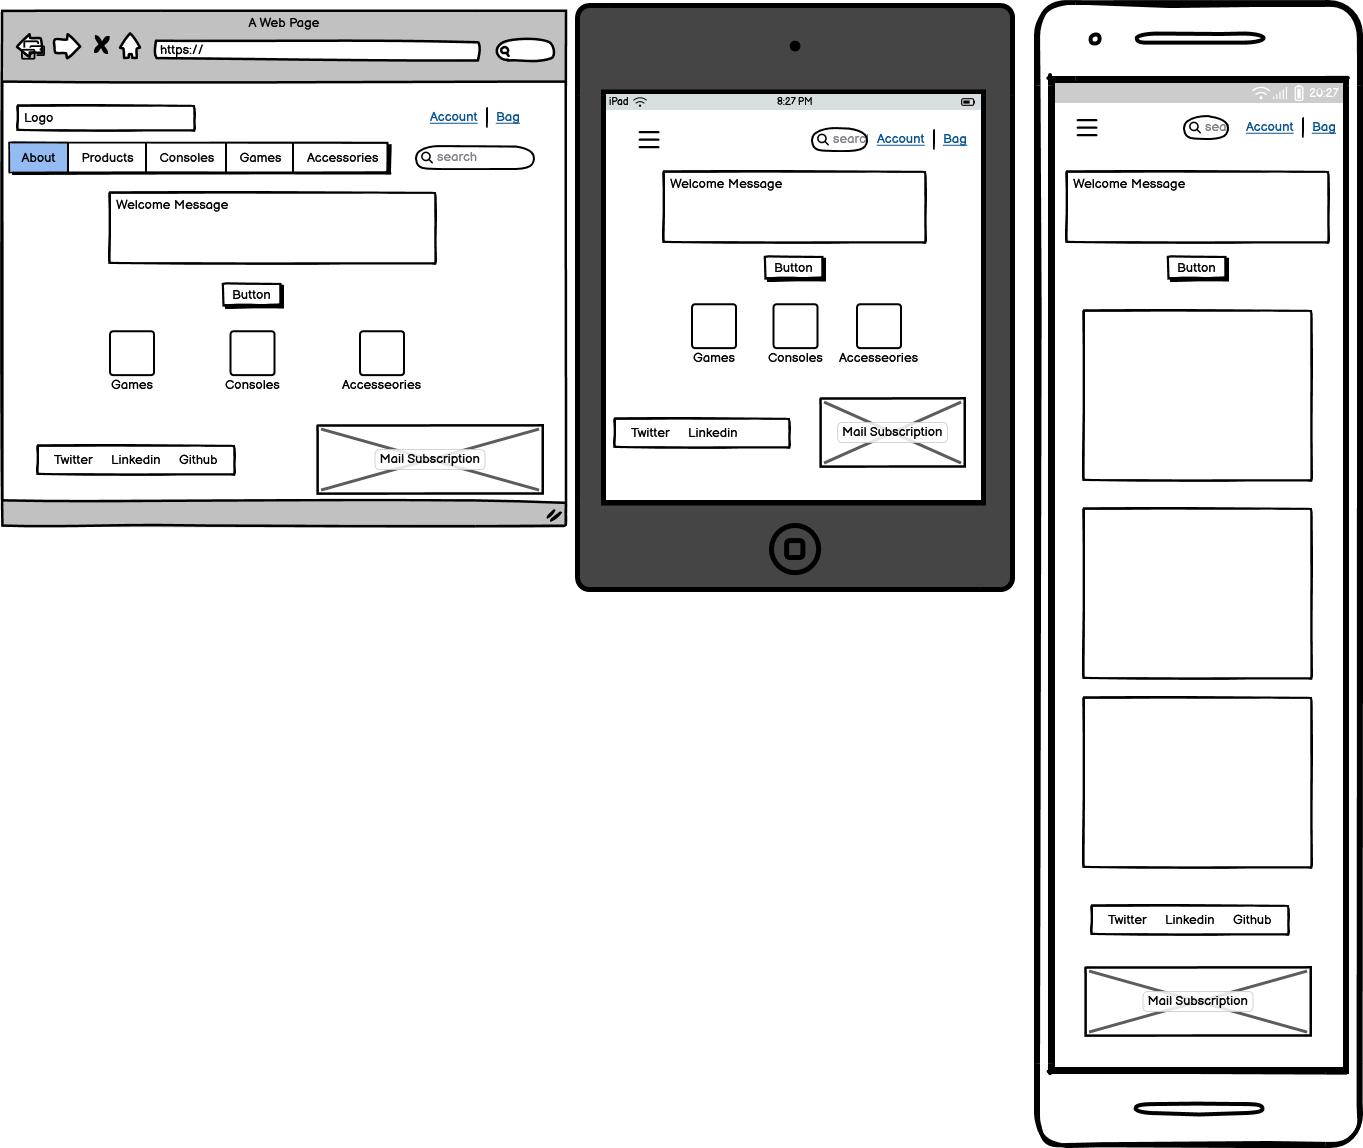 A Web Page
https://
Logo
Account | Bag
About Products Consoles Games Accessories
search
Welcome Message
Button
Games Consoles Accesseories
Twitter Linkedin Github
Mail Subscription
iPad 8:27 PM
searc Account | Bag
Welcome Message
Button
Games Consoles Accesseories
Twitter Linkedin
Mail Subscription
20:27
sea Account | Bag
Welcome Message
Button
Twitter Linkedin Github
Mail Subscription